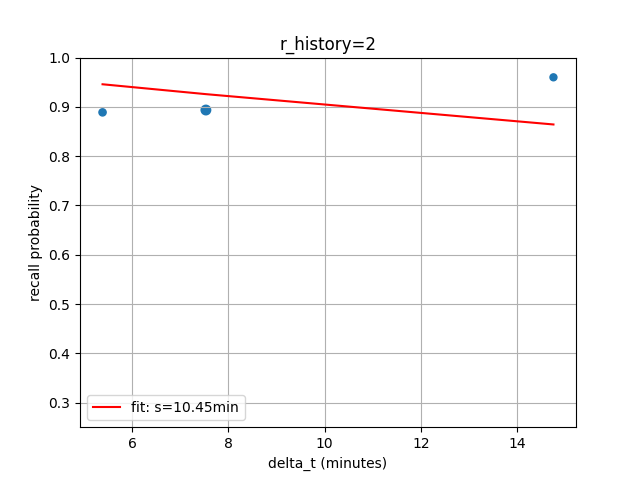 r_history=2
1.0
0.9
0.8
0.7
0.6
0.5
0.4
0.3
recall probability
fit: s=10.45min
6 8 10 12 14
delta_t (minutes)